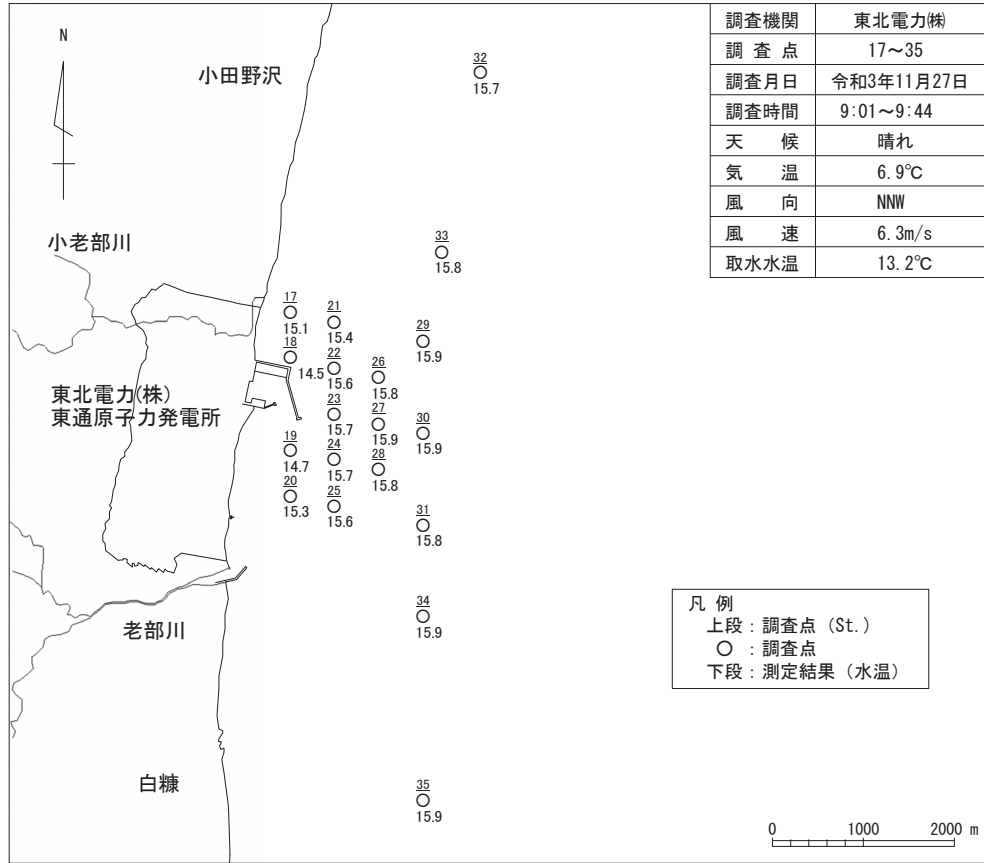 調査機関 東北電力㈱
調査点 17～35
調査月日 令和3年11月27日
調査時間 9:01～9:44
天候 晴れ
気温 6.9℃
風向 NNW
風速 6.3m/s
取水水温 13.2℃
N
小田野沢
32
15.7
小老部川
33
15.8
17
15.1
21
15.4
18
14.5
29
15.9
22
15.6
26
15.8
東北電力(株)
東通原子力発電所
23
15.7
27
15.9
30
15.9
19
14.7
24
15.7
28
15.8
20
15.3
25
15.6
31
15.8
34
15.9
老部川
凡 例
上段：調査点（St.）
○ ：調査点
下段：測定結果（水温）
白糠
35
15.9
0 1000 2000 m